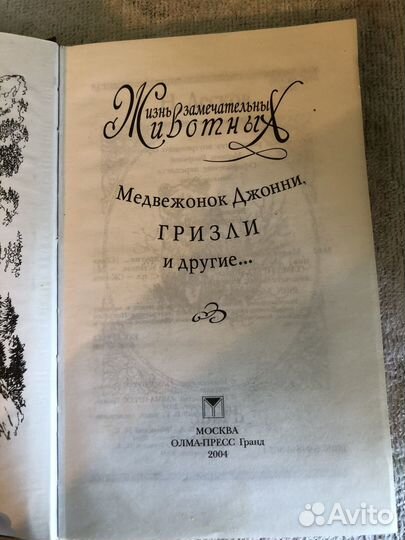 Жизнь замечательных
Животных
Медвежонок Джонни,
ГРИЗЛИ
и другие...
МОСКВА
ОЛМА-ПРЕСС Гранд
2004
Avito